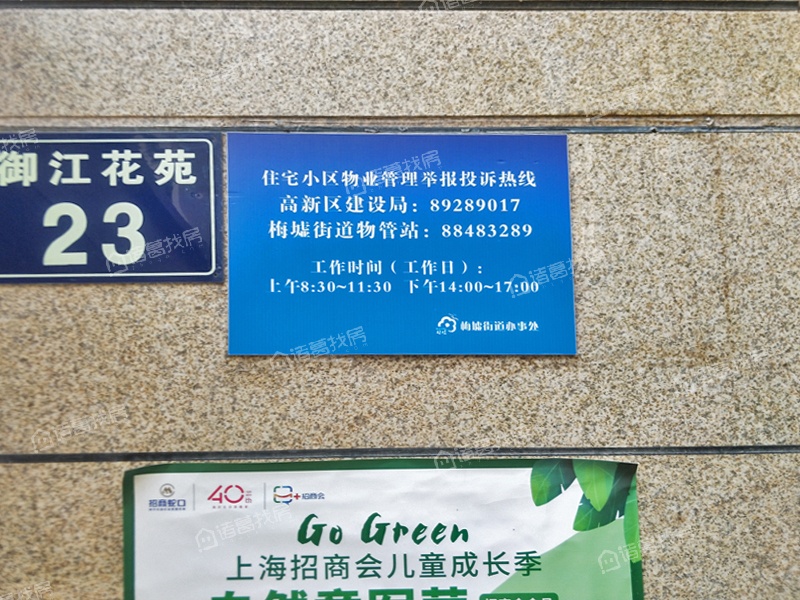 御江花苑
23
住宅小区物业管理举报投诉热线
高新区建设局：89289017
梅墟街道物管站：88483289
工作时间（工作日）：
上午8:30~11:30 下午14:00~17:00
梅墟街道办事处
招商蛇口
40
招商会
Go Green
上海招商会儿童成长季
诸葛找房